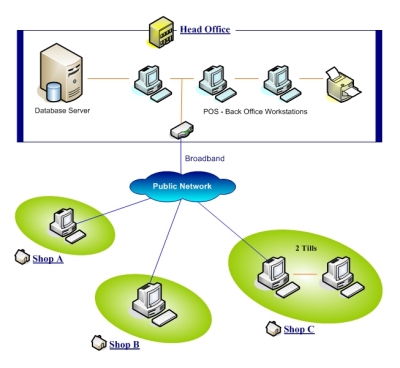 Head Office
Database Server
POS - Back Office Workstations
Broadband
Public Network
2 Tills
Shop A
Shop B
Shop C